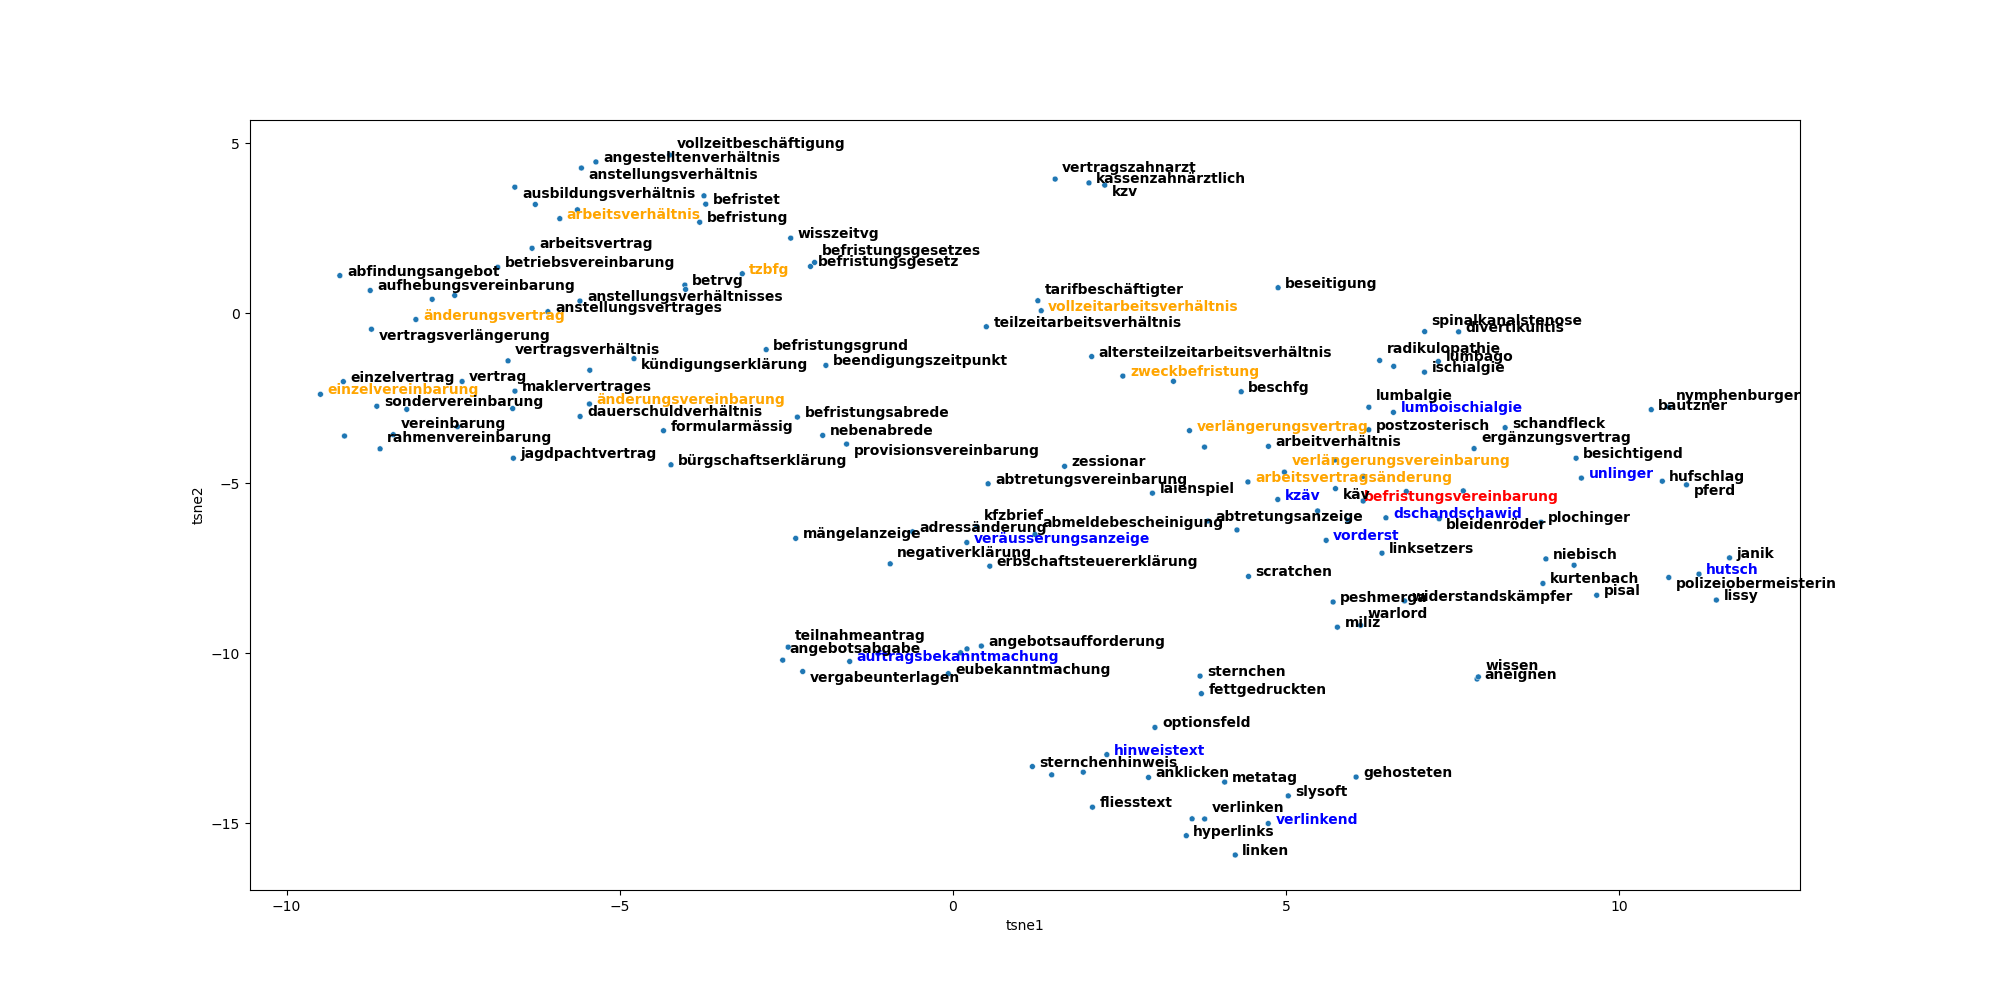 vollzeitbeschäftigung
angestelltenverhältnis
anstellungsverhältnis
vertragszahnarzt
kassenzahnärztlich
kzv
ausbildungsverhältnis
befristet
arbeitsverhältnis
befristung
wisszeitvg
arbeitsvertrag
befristungsgesetzes
befristungsgesetz
betriebsvereinbarung
tzbfg
abfindungsangebot
betrvg
beseitigung
aufhebungsvereinbarung
tarifbeschäftigter
anstellungsverhältnisses
anstellungsvertrages
vollzeitarbeitsverhältnis
änderungsvertrag
teilzeitarbeitsverhältnis
spinalkanalstenose
divertikulitis
vertragsverlängerung
vertragsverhältnis
befristungsgrund
radikulopathie
altersteilzeitarbeitsverhältnis
lumbago
kündigungserklärung
beendigungszeitpunkt
ischialgie
zweckbefristung
einzelvertrag
vertrag
maklervertrages
beschfg
einzelvereinbarung
lumbalgie
nymphenburger
sondervereinbarung
änderungsvereinbarung
lumboischialgie
bautzner
dauerschuldverhältnis
befristungsabrede
vereinbarung
formularmässig
verlängerungsvertrag
postzosterisch
schandfleck
nebenabrede
rahmenvereinbarung
arbeitverhältnis
ergänzungsvertrag
provisionsvereinbarung
jagdpachtvertrag
besichtigend
bürgschaftserklärung
zessionar
verlängerungsvereinbarung
unlinger
hufschlag
abtretungsvereinbarung
arbeitsvertragsänderung
laienspiel
pferd
kzäv
käv
befristungsvereinbarung
kfzbrief
abtretungsanzeige
dschandschawid
plochinger
adressänderung
abmeldebescheinigung
bleidenröder
mängelanzeige
veräusserungsanzeige
vorderst
linksetzers
negativerklärung
niebisch
janik
erbschaftsteuererklärung
hutsch
scratchen
kurtenbach
polizeiobermeisterin
peshmerga
widerstandskämpfer
pisal
lissy
warlord
miliz
teilnahmeantrag
angebotsaufforderung
angebotsabgabe
auftragsbekanntmachung
eubekanntmachung
vergabeunterlagen
sternchen
wissen
aneignen
fettgedruckten
optionsfeld
hinweistext
sternchenhinweis
anklicken
metatag
gehosteten
slysoft
fliesstext
verlinken
verlinkend
hyperlinks
linken
5
0
−5
−10
−15
tsne2
−10
−5
0
5
10
tsne1